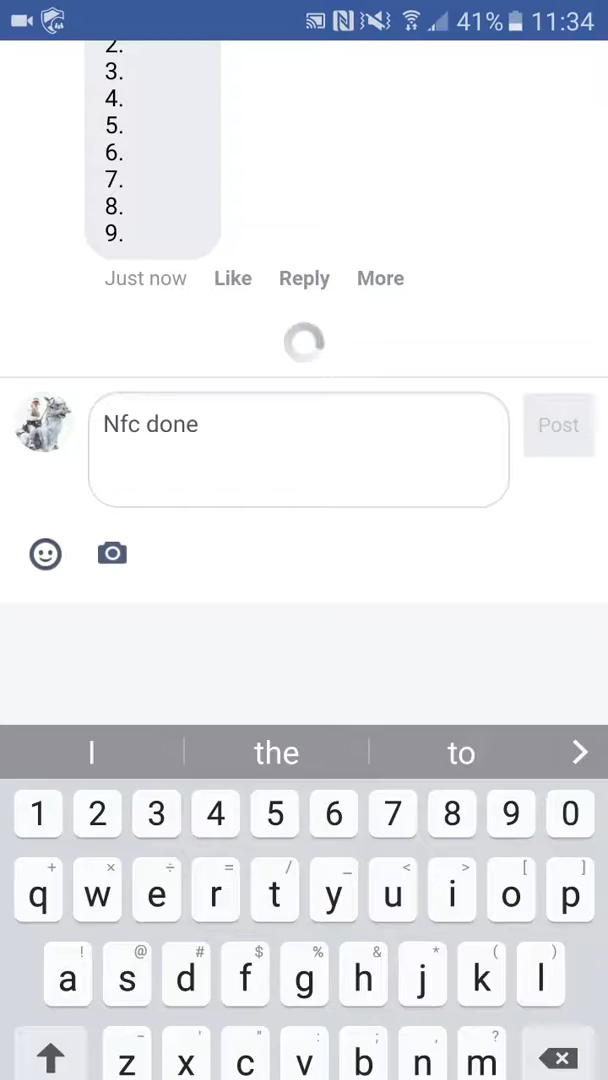 41% 11:34
2.
3.
4.
5.
6.
7.
8.
9.
Just now Like Reply More
Nfc done
Post
I the to
1 2 3 4 5 6 7 8 9 0
+ × ÷ = / _ < > [ ]
q w e r t y u i o p
! @ # $ % & * ( )
a s d f g h j k l
- ' " : ; , ?
z x c v b n m